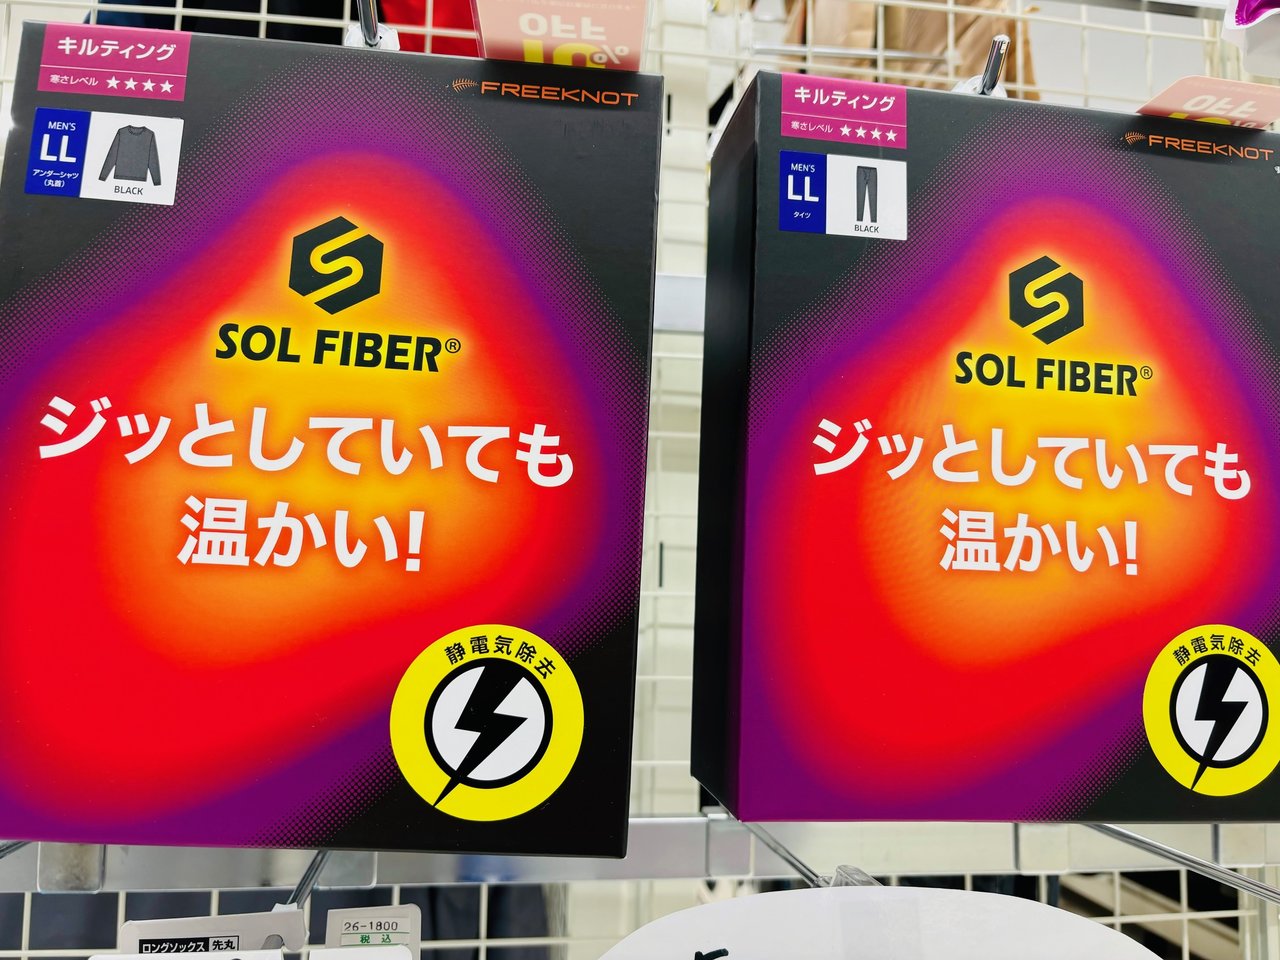 OFF
10%
キルティング
寒さレベル ★★★★
MEN'S
LL
アンダーシャツ
(丸首)
BLACK
FREEKNOT
SOL FIBER®
ジッとしていても
温かい!
静電気除去
OFF
キルティング
寒さレベル ★★★★
MEN'S
LL
タイツ
BLACK
FREEKNOT
SOL FIBER®
ジッとしていても
温かい!
静電気除去
ロングソックス 先丸
26-1800
税込